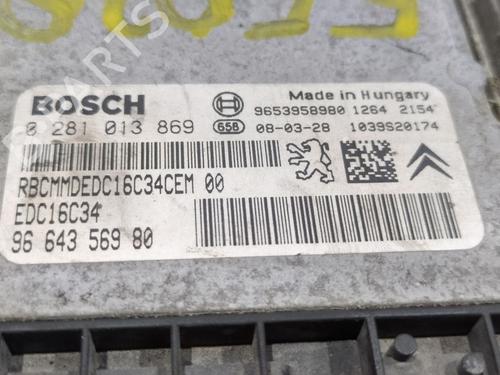 BOSCH
Made in Hungary
9653958980 1264 2154
0 281 013 869
658
08-03-28 1039S20174
RBCMMDEDC16C34CEM 00
EDC16C34
96 643 569 80